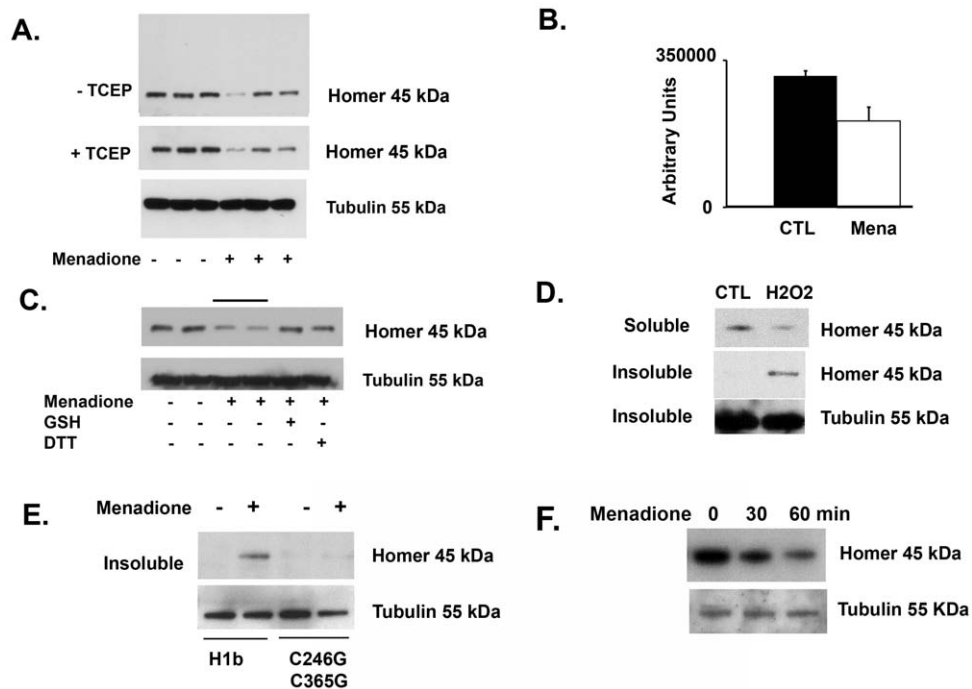 A.
- TCEP
Homer 45 kDa
+ TCEP
Homer 45 kDa
Tubulin 55 kDa
Menadione - - - + + +
B.
350000
Arbitrary Units
0
CTL Mena
C.
Homer 45 kDa
Tubulin 55 kDa
Menadione - - + + + +
GSH - - - - + -
DTT - - - - - +
D.
CTL H2O2
Soluble Homer 45 kDa
Insoluble Homer 45 kDa
Insoluble Tubulin 55 kDa
E.
Menadione - + - +
Insoluble Homer 45 kDa
Tubulin 55 kDa
H1b C246G
C365G
F.
Menadione 0 30 60 min
Homer 45 kDa
Tubulin 55 KDa